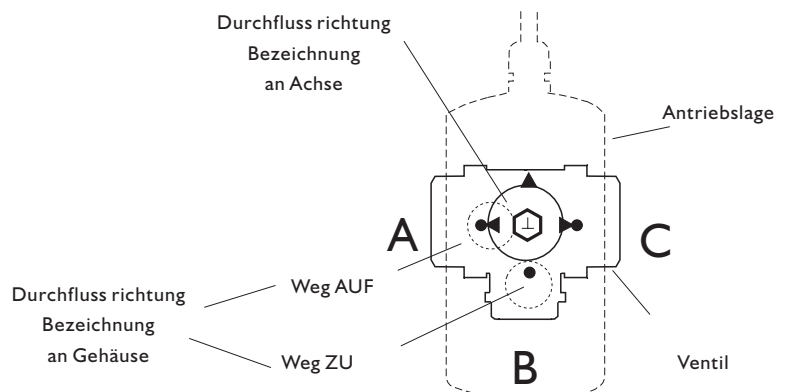 Durchfluss richtung
Bezeichnung
an Achse
Antriebslage
A
C
Weg AUF
Durchfluss richtung
Bezeichnung
an Gehäuse
Weg ZU
B
Ventil